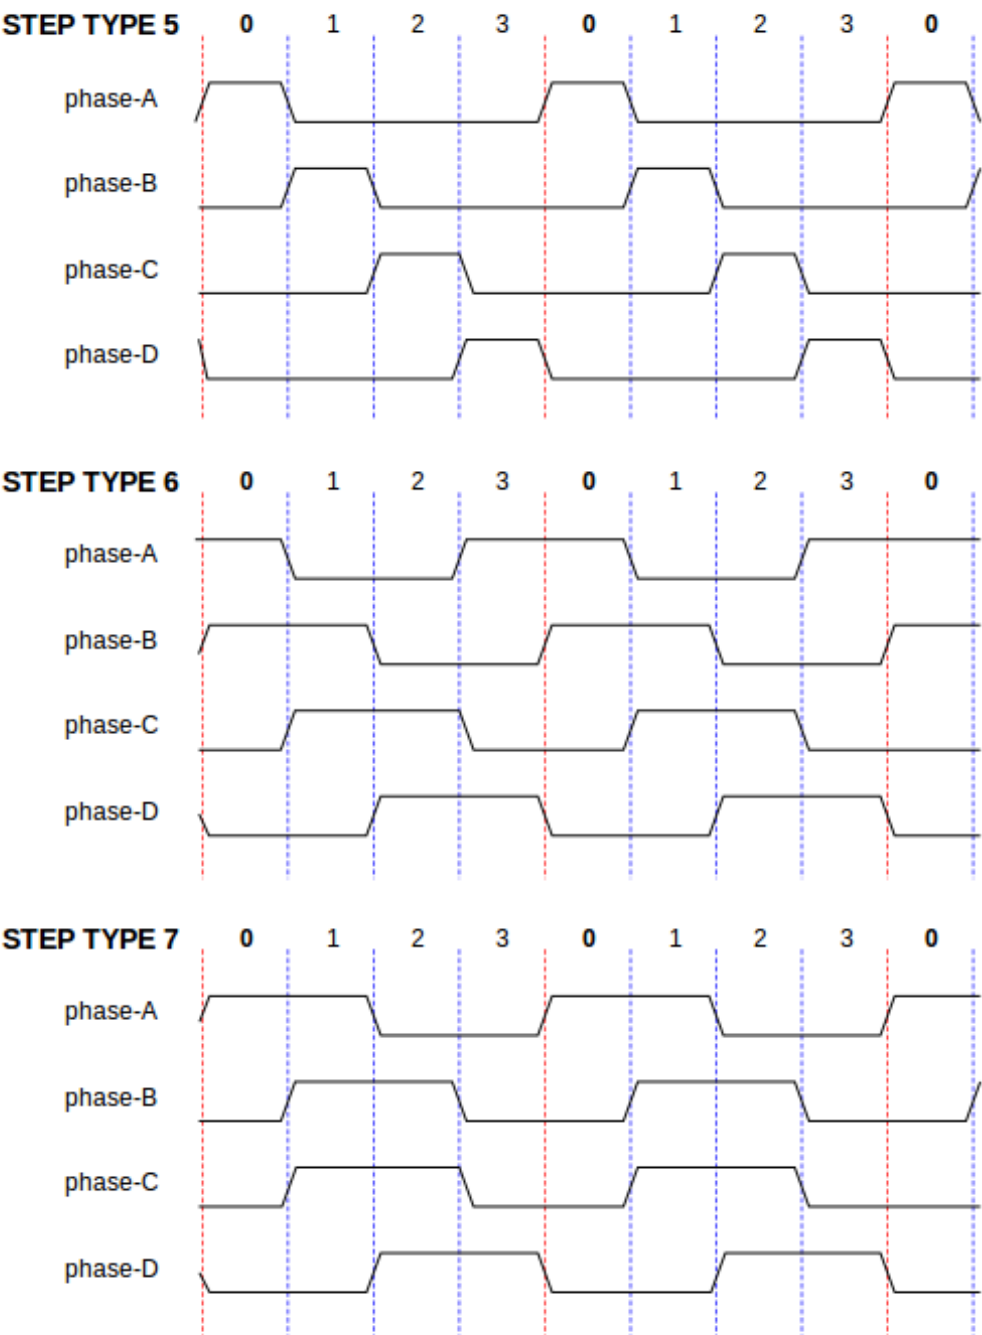 STEP TYPE 5 0 1 2 3 0 1 2 3 0
phase-A
phase-B
phase-C
phase-D
STEP TYPE 6 0 1 2 3 0 1 2 3 0
phase-A
phase-B
phase-C
phase-D
STEP TYPE 7 0 1 2 3 0 1 2 3 0
phase-A
phase-B
phase-C
phase-D